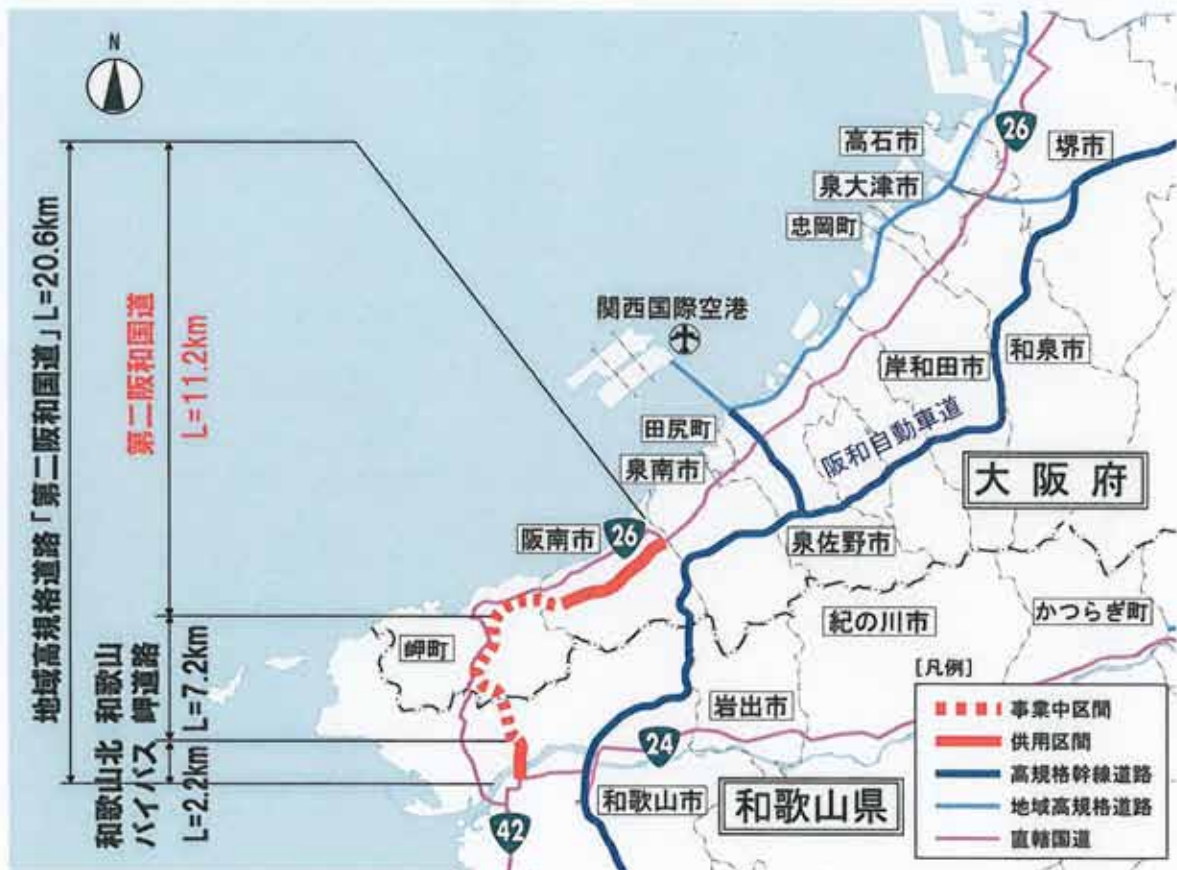 N
地域高規格道路「第二阪和国道」L=20.6km
第二阪和国道
L=11.2km
和歌山
岬道路
L=7.2km
和歌山北
バイパス
L=2.2km
高石市
26
堺市
泉大津市
忠岡町
関西国際空港
岸和田市
和泉市
田尻町
阪和自動車道
泉南市
大阪府
阪南市
26
泉佐野市
岬町
紀の川市
かつらぎ町
岩出市
24
和歌山市
和歌山県
42
[凡例]
事業中区間
供用区間
高規格幹線道路
地域高規格道路
直轄国道